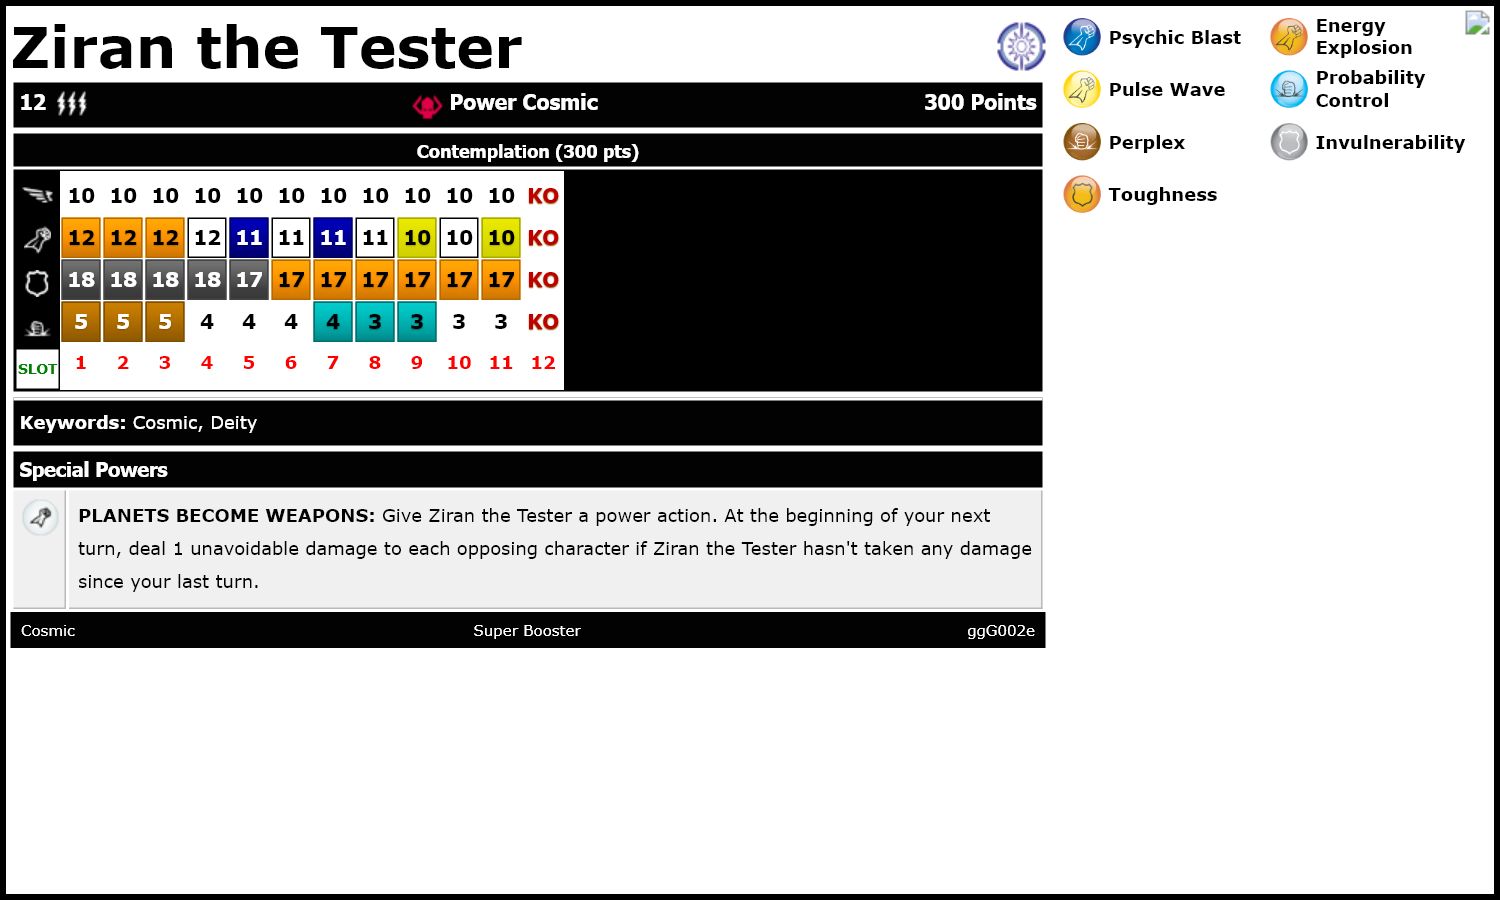 Ziran the Tester
12 Power Cosmic 300 Points
Contemplation (300 pts)
10 10 10 10 10 10 10 10 10 10 10 KO
12 12 12 12 11 11 11 11 10 10 10 KO
18 18 18 18 17 17 17 17 17 17 17 KO
5 5 5 4 4 4 4 3 3 3 3 KO
SLOT 1 2 3 4 5 6 7 8 9 10 11 12
Keywords: Cosmic, Deity
Special Powers
PLANETS BECOME WEAPONS: Give Ziran the Tester a power action. At the beginning of your next
turn, deal 1 unavoidable damage to each opposing character if Ziran the Tester hasn't taken any damage
since your last turn.
Cosmic Super Booster ggG002e
Psychic Blast
Energy
Explosion
Pulse Wave
Probability
Control
Perplex
Invulnerability
Toughness